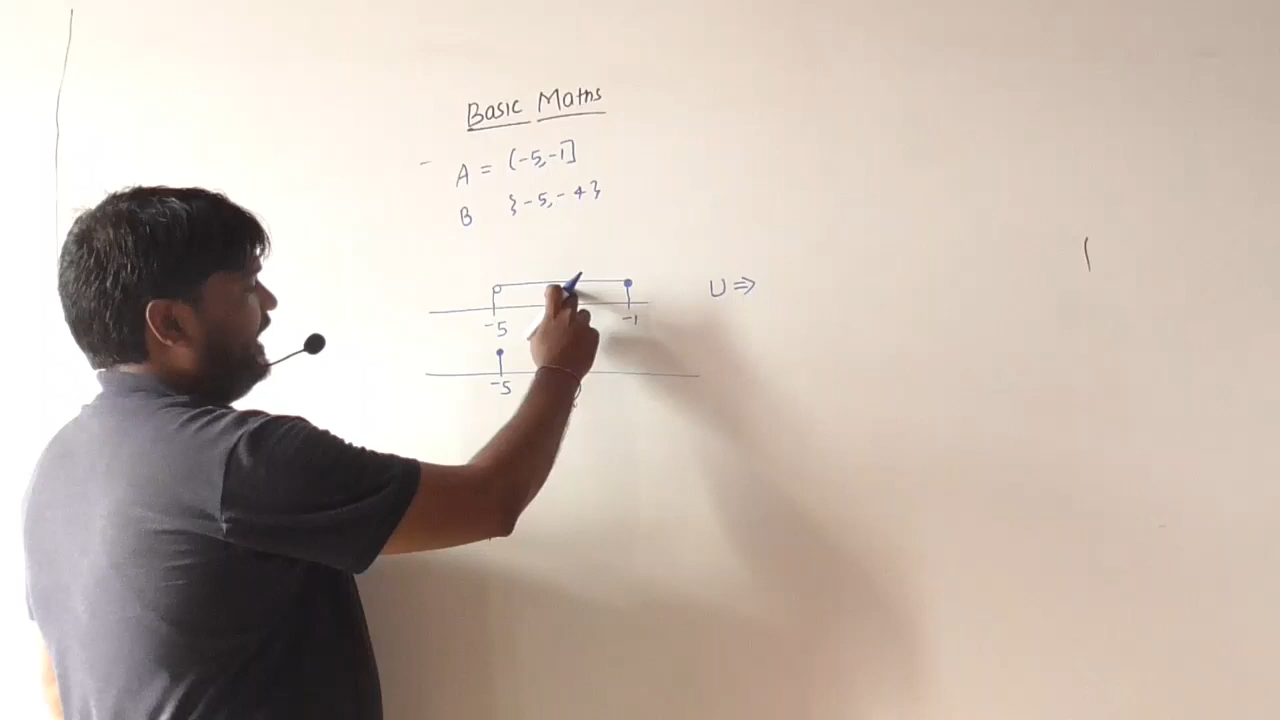 Basic Maths
A = (-5,-1]
B {-5,-4}
U ⇒
-5 -1
-5